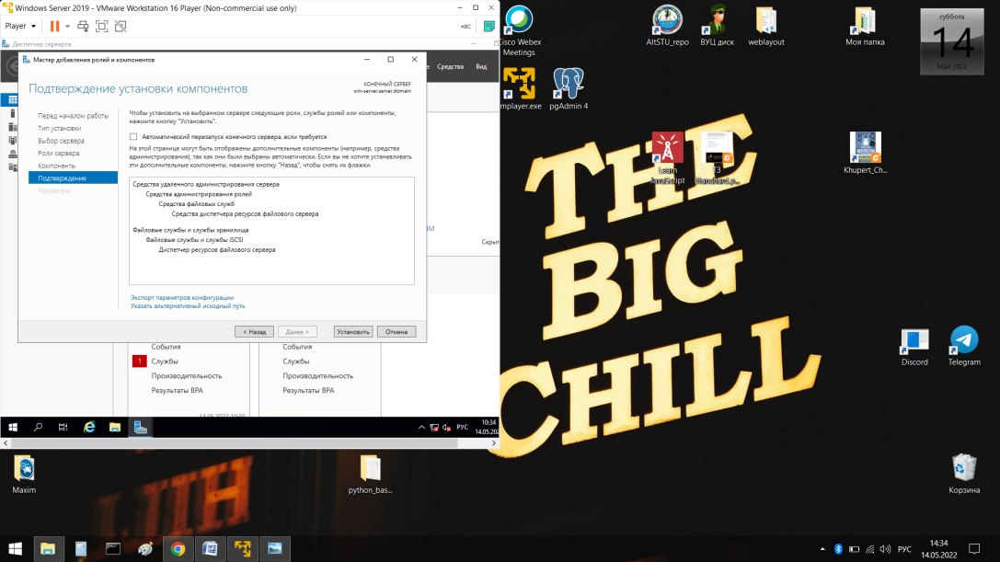 Windows Server 2019 - VMware Workstation 16 Player (Non-commercial use only)
Player
Диспетчер серверов
Мастер добавления ролей и компонентов
Средства
Вид
Подтверждение установки компонентов
КОНЕЧНЫЙ СЕРВЕР
win-server.server.domain
Перед началом работы
Тип установки
Выбор сервера
Роли сервера
Компоненты
Подтверждение
Результаты
Чтобы установить на выбранном сервере следующие роли, службы ролей или компоненты,
нажмите кнопку "Установить".
Автоматический перезапуск конечного сервера, если требуется
На этой странице могут быть отображены дополнительные компоненты (например, средства
администрирования), так как они были выбраны автоматически. Если вы не хотите устанавливать
эти дополнительные компоненты, нажмите кнопку "Назад", чтобы снять их флажки.
Средства удаленного администрирования сервера
Средства администрирования ролей
Средства файловых служб
Средства диспетчера ресурсов файлового сервера
Файловые службы и службы хранилища
Файловые службы и службы iSCSI
Диспетчер ресурсов файлового сервера
Экспорт параметров конфигурации
Указать альтернативный исходный путь
< Назад
Далее >
Установить
Отмена
Скрыт
События
События
1
Службы
Службы
Производительность
Производительность
Результаты BPA
Результаты BPA
14.05.2022 10:30
РУС
10:34
14.05.202
Cisco Webex
Meetings
AltSTU_repo
ВУЦ диск
weblayout
Моя папка
суббота
14
Май 2022
mplayer.exe
pgAdmin 4
Learn
JavaScript
ТЗ
Blanchard.p...
Khupert_Ch...
THE
BIG
CHILL
Discord
Telegram
Maxim
python_bas...
Корзина
РУС
14:34
14.05.2022